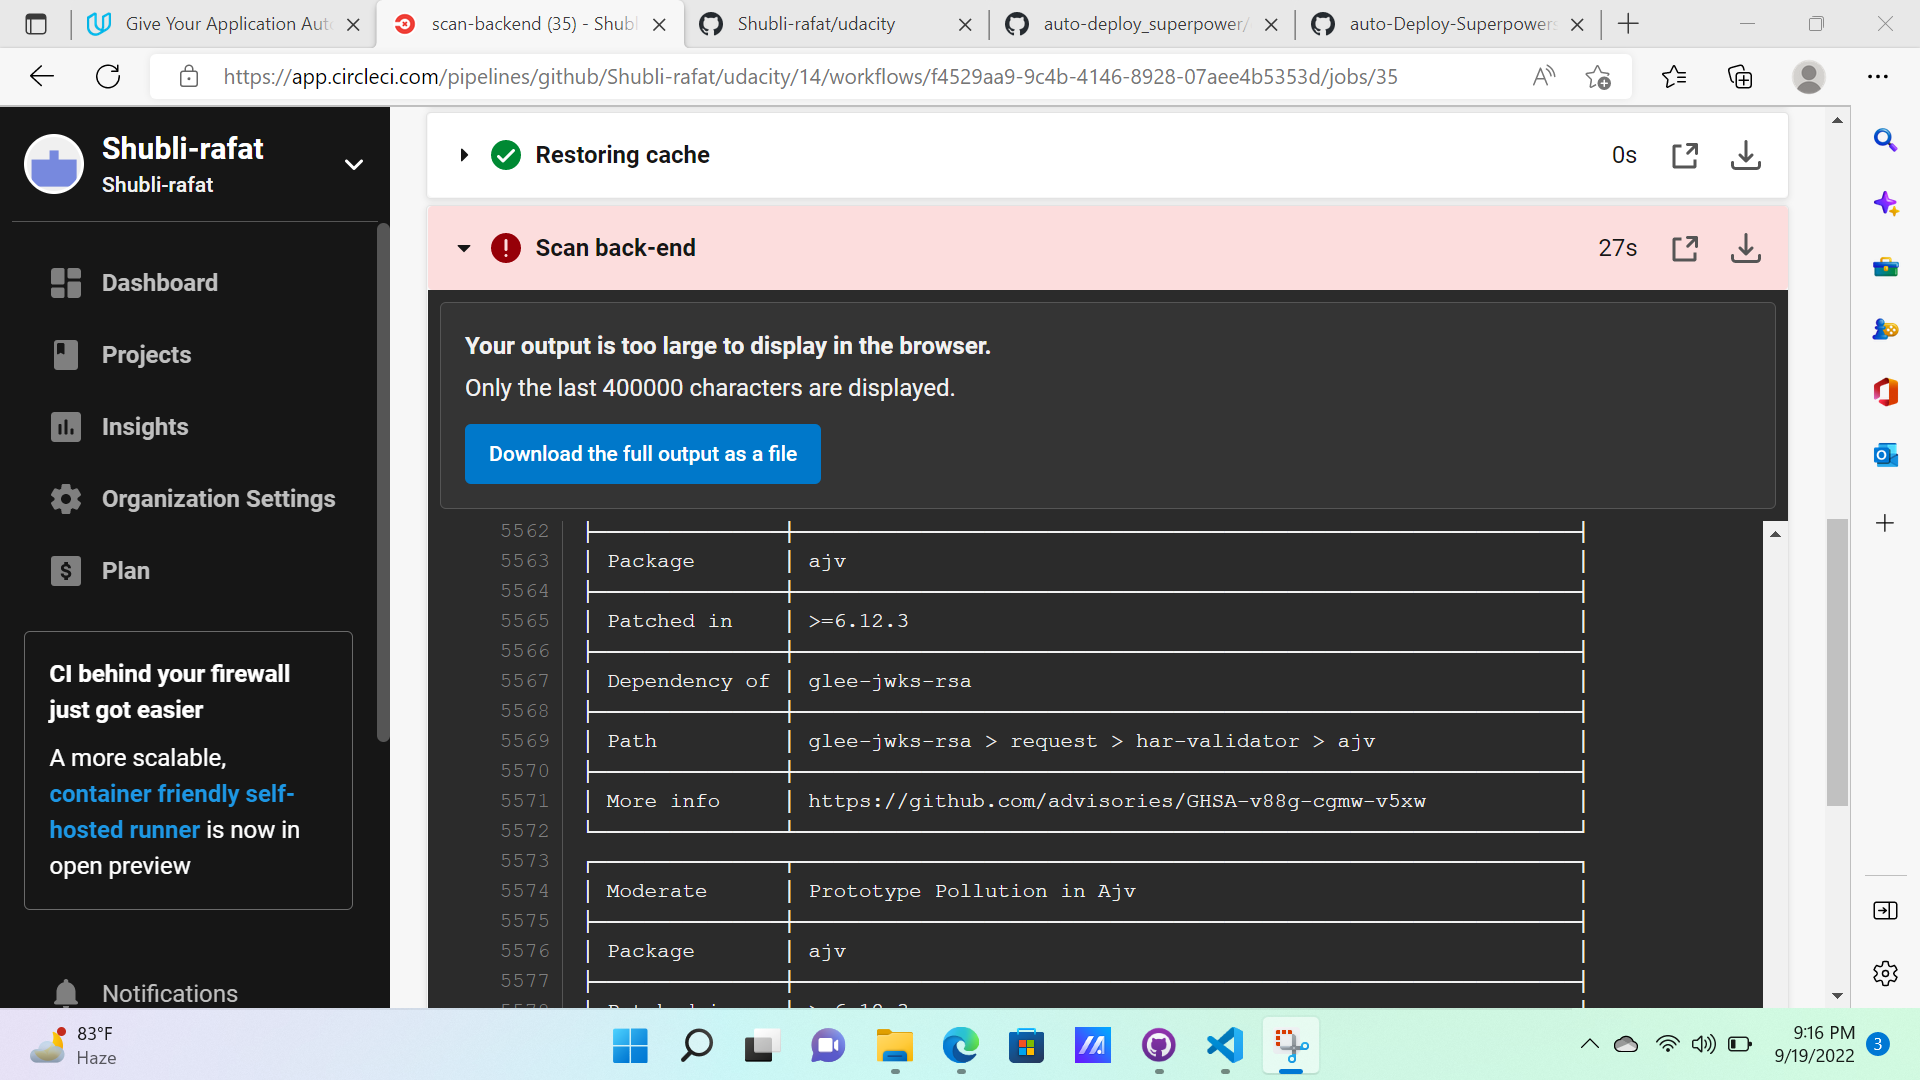 Give Your Application Auto
scan-backend (35) - Shubl
Shubli-rafat/udacity
auto-deploy_superpower/
auto-Deploy-Superpowers
https://app.circleci.com/pipelines/github/Shubli-rafat/udacity/14/workflows/f4529aa9-9c4b-4146-8928-07aee4b5353d/jobs/35
Shubli-rafat
Shubli-rafat
Dashboard
Projects
Insights
Organization Settings
Plan
CI behind your firewall
just got easier
A more scalable,
container friendly self-
hosted runner is now in
open preview
Notifications
Restoring cache 0s
Scan back-end 27s
Your output is too large to display in the browser.
Only the last 400000 characters are displayed.
Download the full output as a file
5562
5563 Package ajv
5564
5565 Patched in >=6.12.3
5566
5567 Dependency of glee-jwks-rsa
5568
5569 Path glee-jwks-rsa > request > har-validator > ajv
5570
5571 More info https://github.com/advisories/GHSA-v88g-cgmw-v5xw
5572
5573
5574 Moderate Prototype Pollution in Ajv
5575
5576 Package ajv
5577
83°F
Haze
9:16 PM
9/19/2022
3